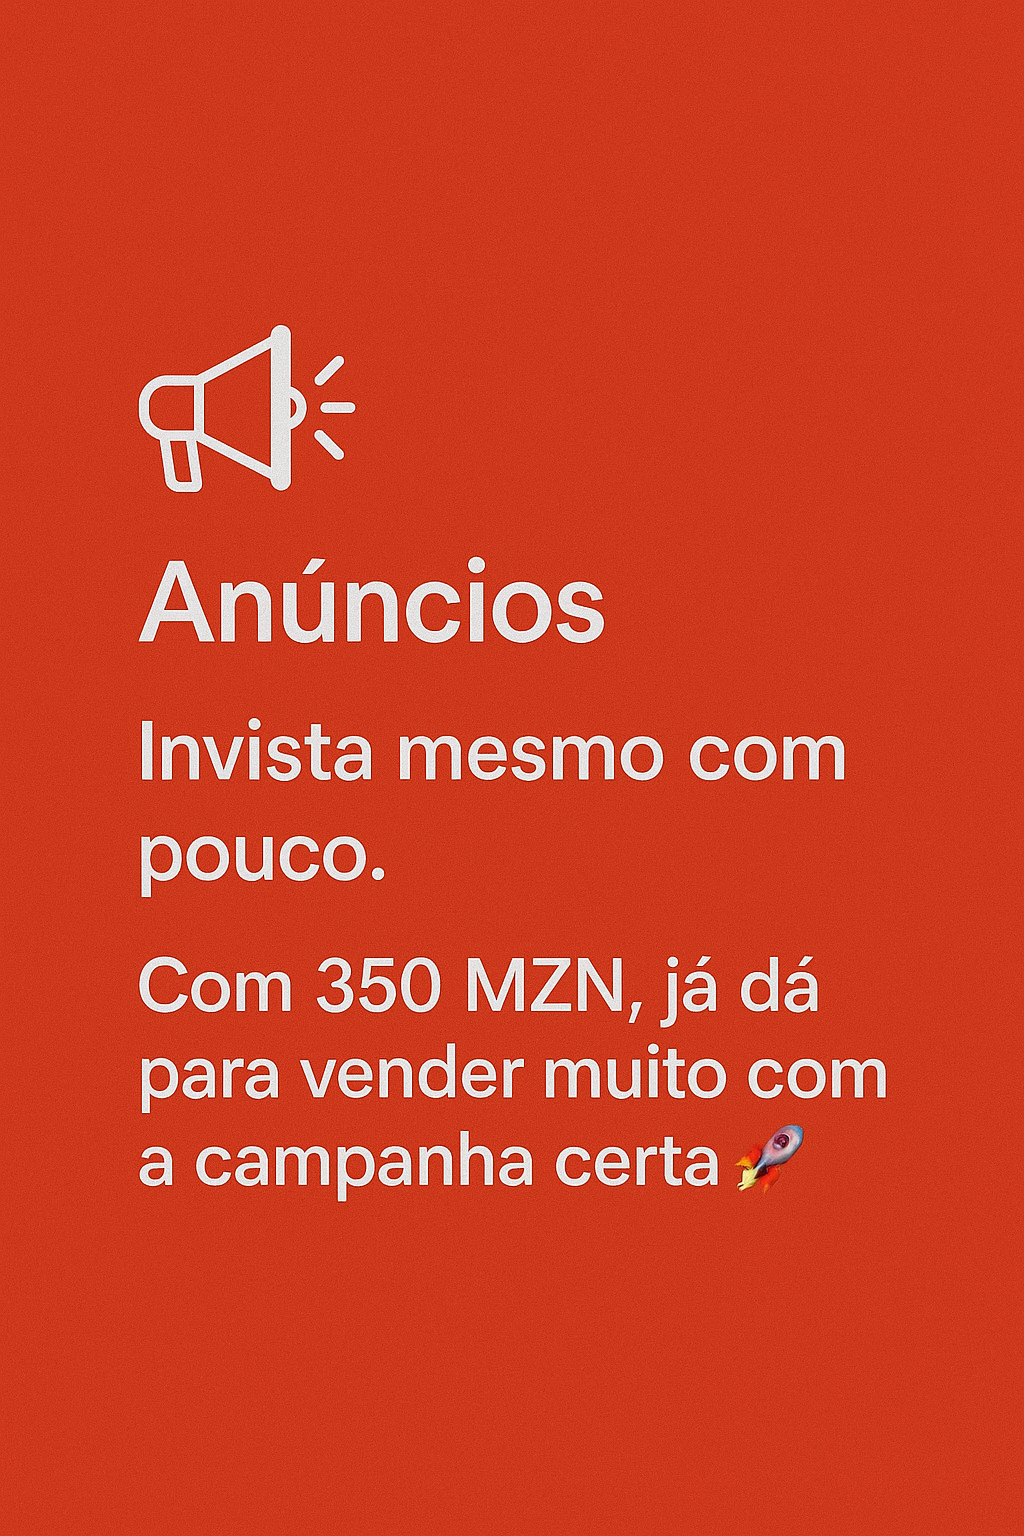 Anúncios
Invista mesmo com
pouco.
Com 350 MZN, já dá
para vender muito com
a campanha certa 🚀